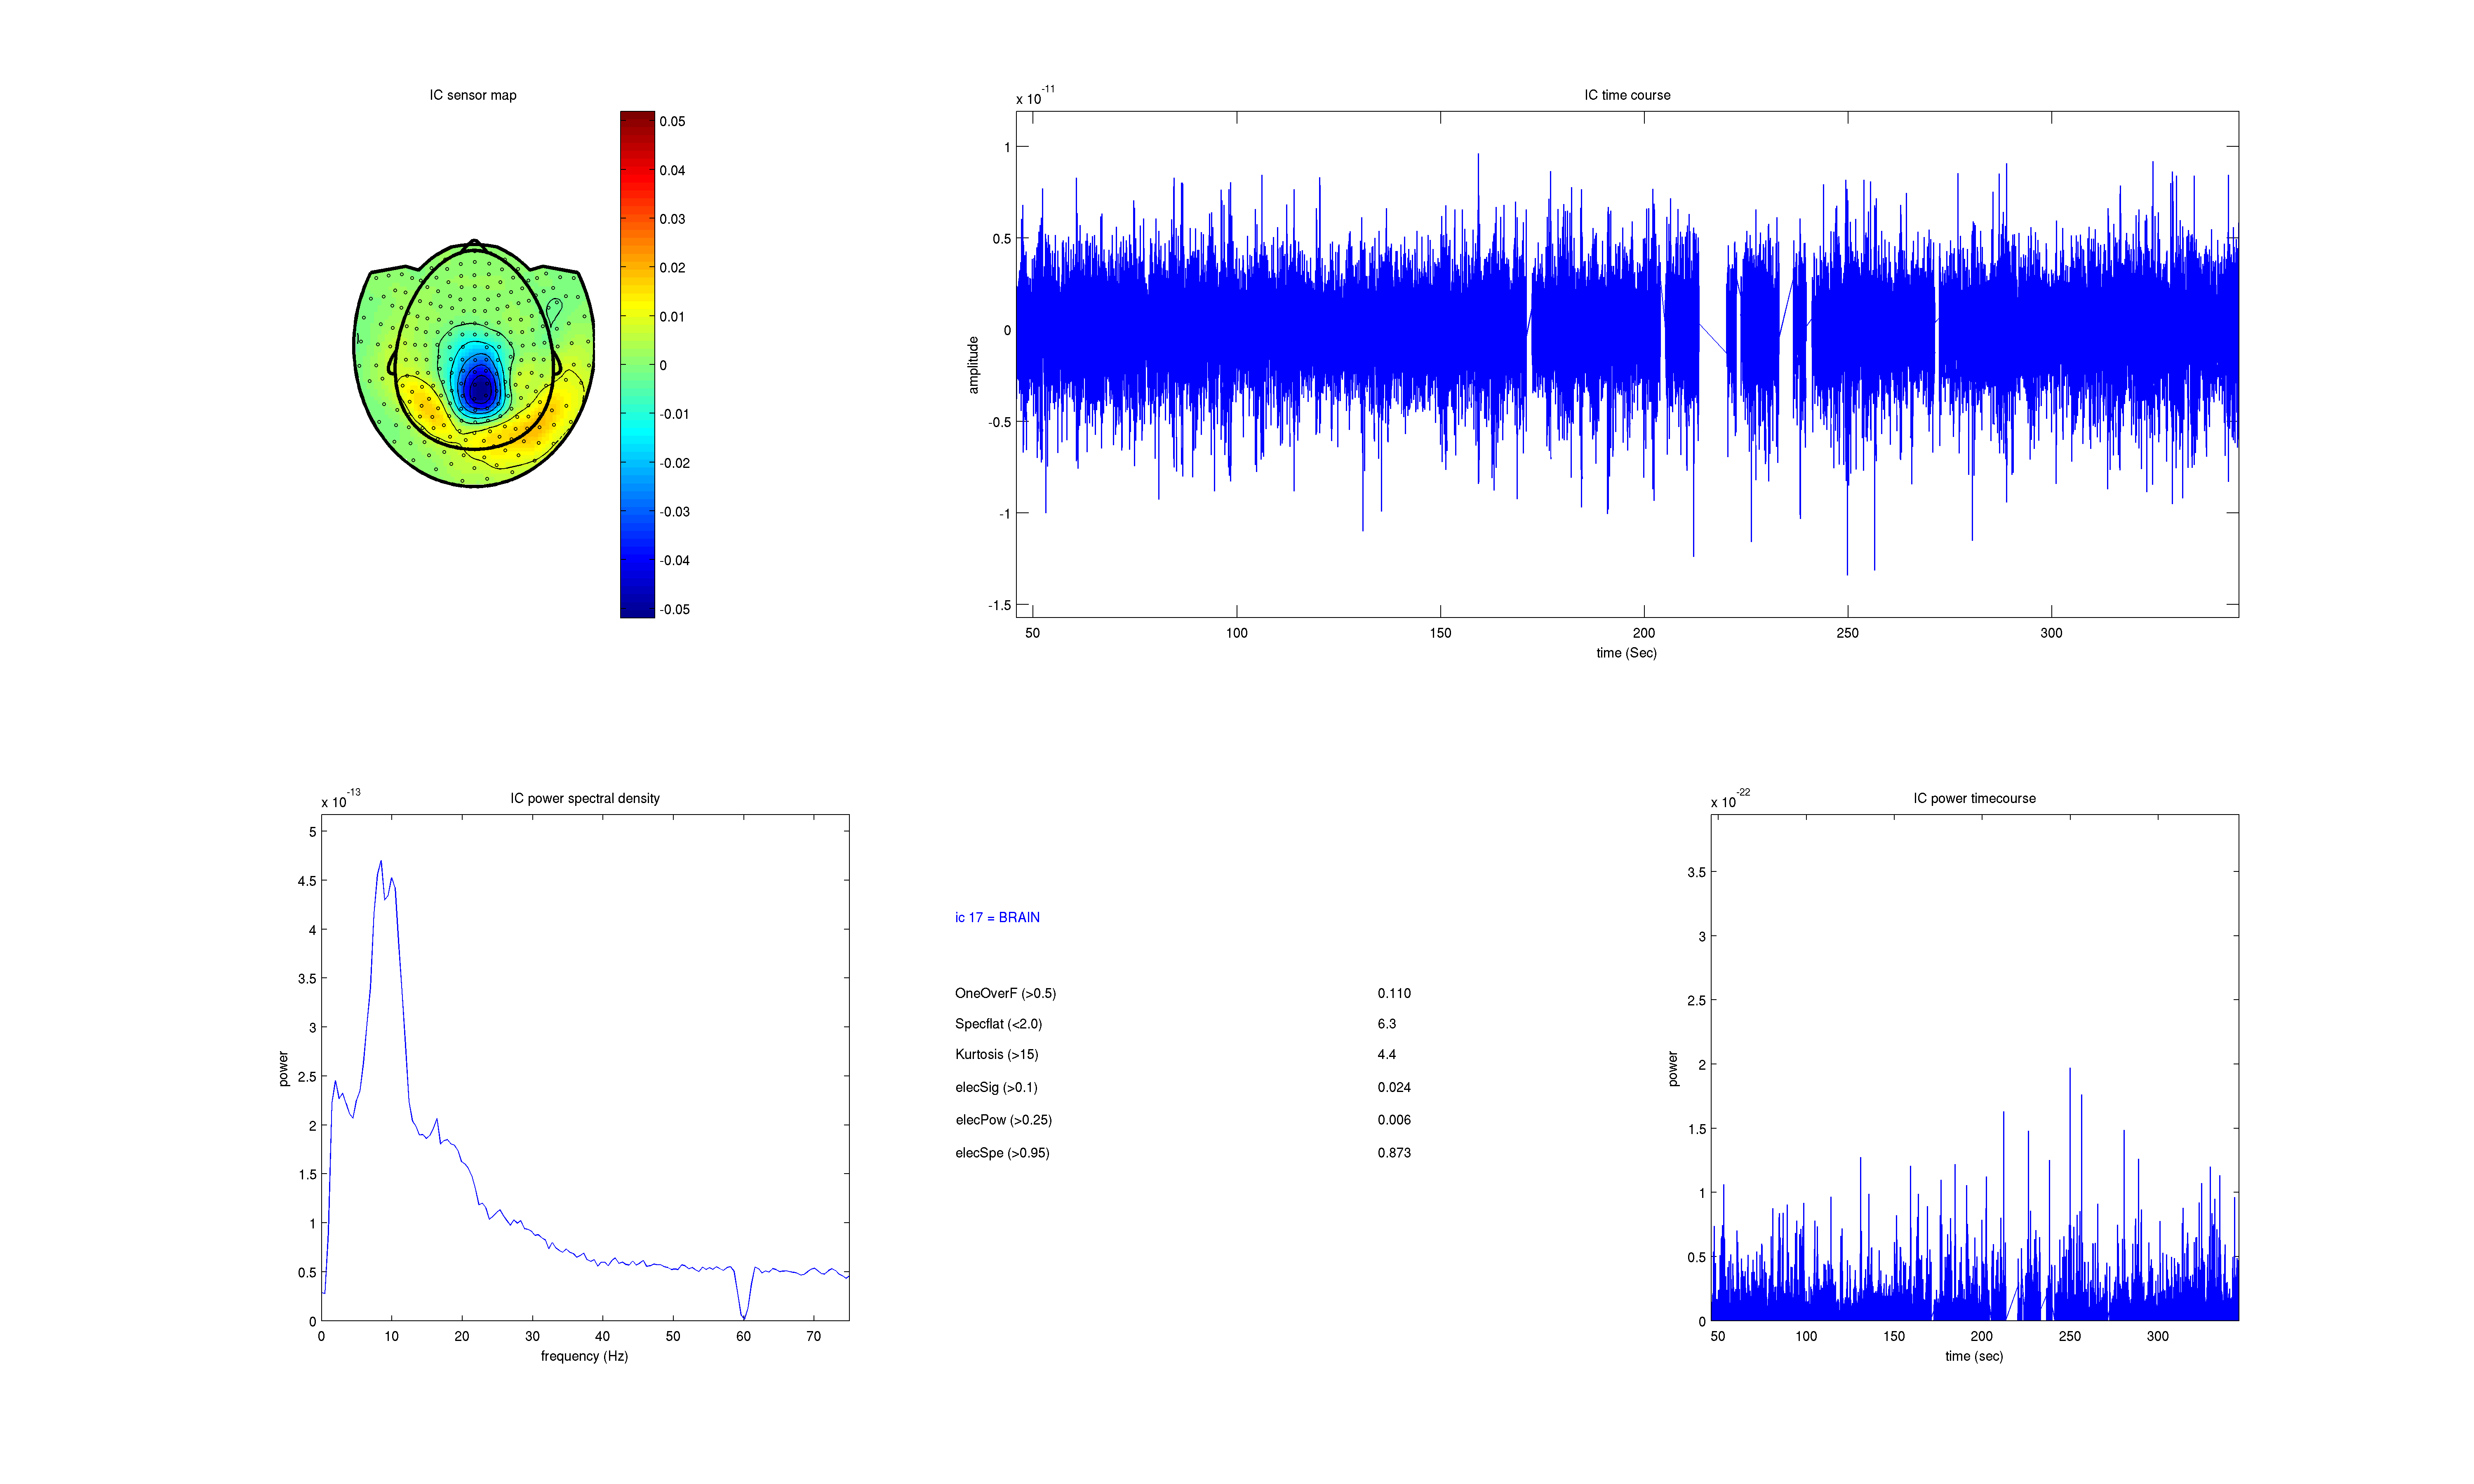 IC sensor map
0.05
0.04
0.03
0.02
0.01
0
-0.01
-0.02
-0.03
-0.04
-0.05
IC time course
x 10-11
1
0.5
0
-0.5
-1
-1.5
amplitude
50 100 150 200 250 300
time (Sec)
IC power spectral density
x 10-13
5
4.5
4
3.5
3
2.5
2
1.5
1
0.5
0
power
0 10 20 30 40 50 60 70
frequency (Hz)
ic 17 = BRAIN
OneOverF (>0.5) 0.110
Specflat (<2.0) 6.3
Kurtosis (>15) 4.4
elecSig (>0.1) 0.024
elecPow (>0.25) 0.006
elecSpe (>0.95) 0.873
IC power timecourse
x 10-22
3.5
3
2.5
2
1.5
1
0.5
0
power
50 100 150 200 250 300
time (sec)